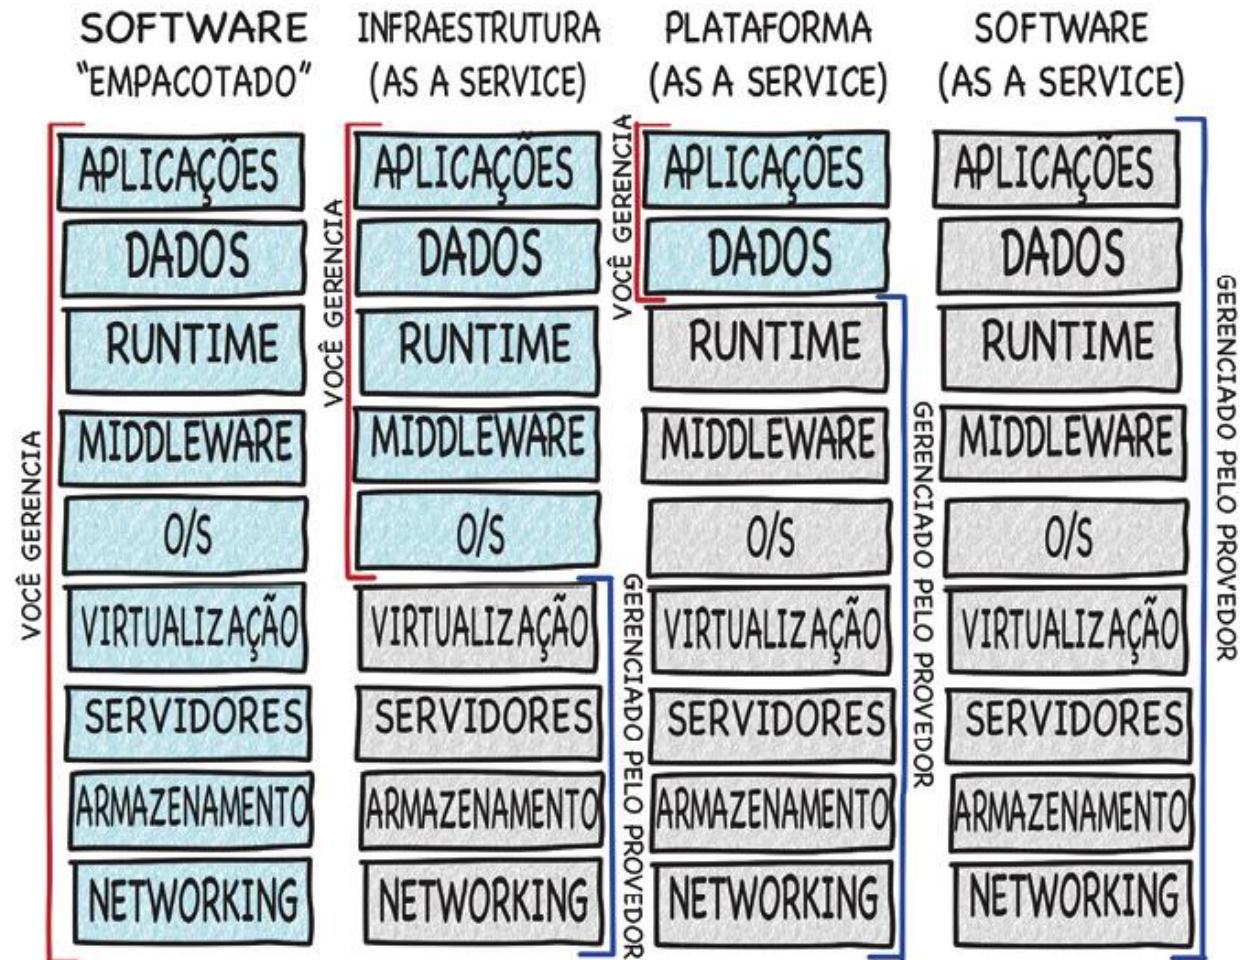 SOFTWARE
"EMPACOTADO"
VOCÊ GERENCIA
APLICAÇÕES
DADOS
RUNTIME
MIDDLEWARE
O/S
VIRTUALIZAÇÃO
SERVIDORES
ARMAZENAMENTO
NETWORKING
INFRAESTRUTURA
(AS A SERVICE)
VOCÊ GERENCIA
APLICAÇÕES
DADOS
RUNTIME
MIDDLEWARE
O/S
VIRTUALIZAÇÃO
SERVIDORES
ARMAZENAMENTO
NETWORKING
GERENCIADO PELO PROVEDOR
PLATAFORMA
(AS A SERVICE)
VOCÊ GERENCIA
APLICAÇÕES
DADOS
RUNTIME
MIDDLEWARE
O/S
VIRTUALIZAÇÃO
SERVIDORES
ARMAZENAMENTO
NETWORKING
GERENCIADO PELO PROVEDOR
SOFTWARE
(AS A SERVICE)
APLICAÇÕES
DADOS
RUNTIME
MIDDLEWARE
O/S
VIRTUALIZAÇÃO
SERVIDORES
ARMAZENAMENTO
NETWORKING
GERENCIADO PELO PROVEDOR